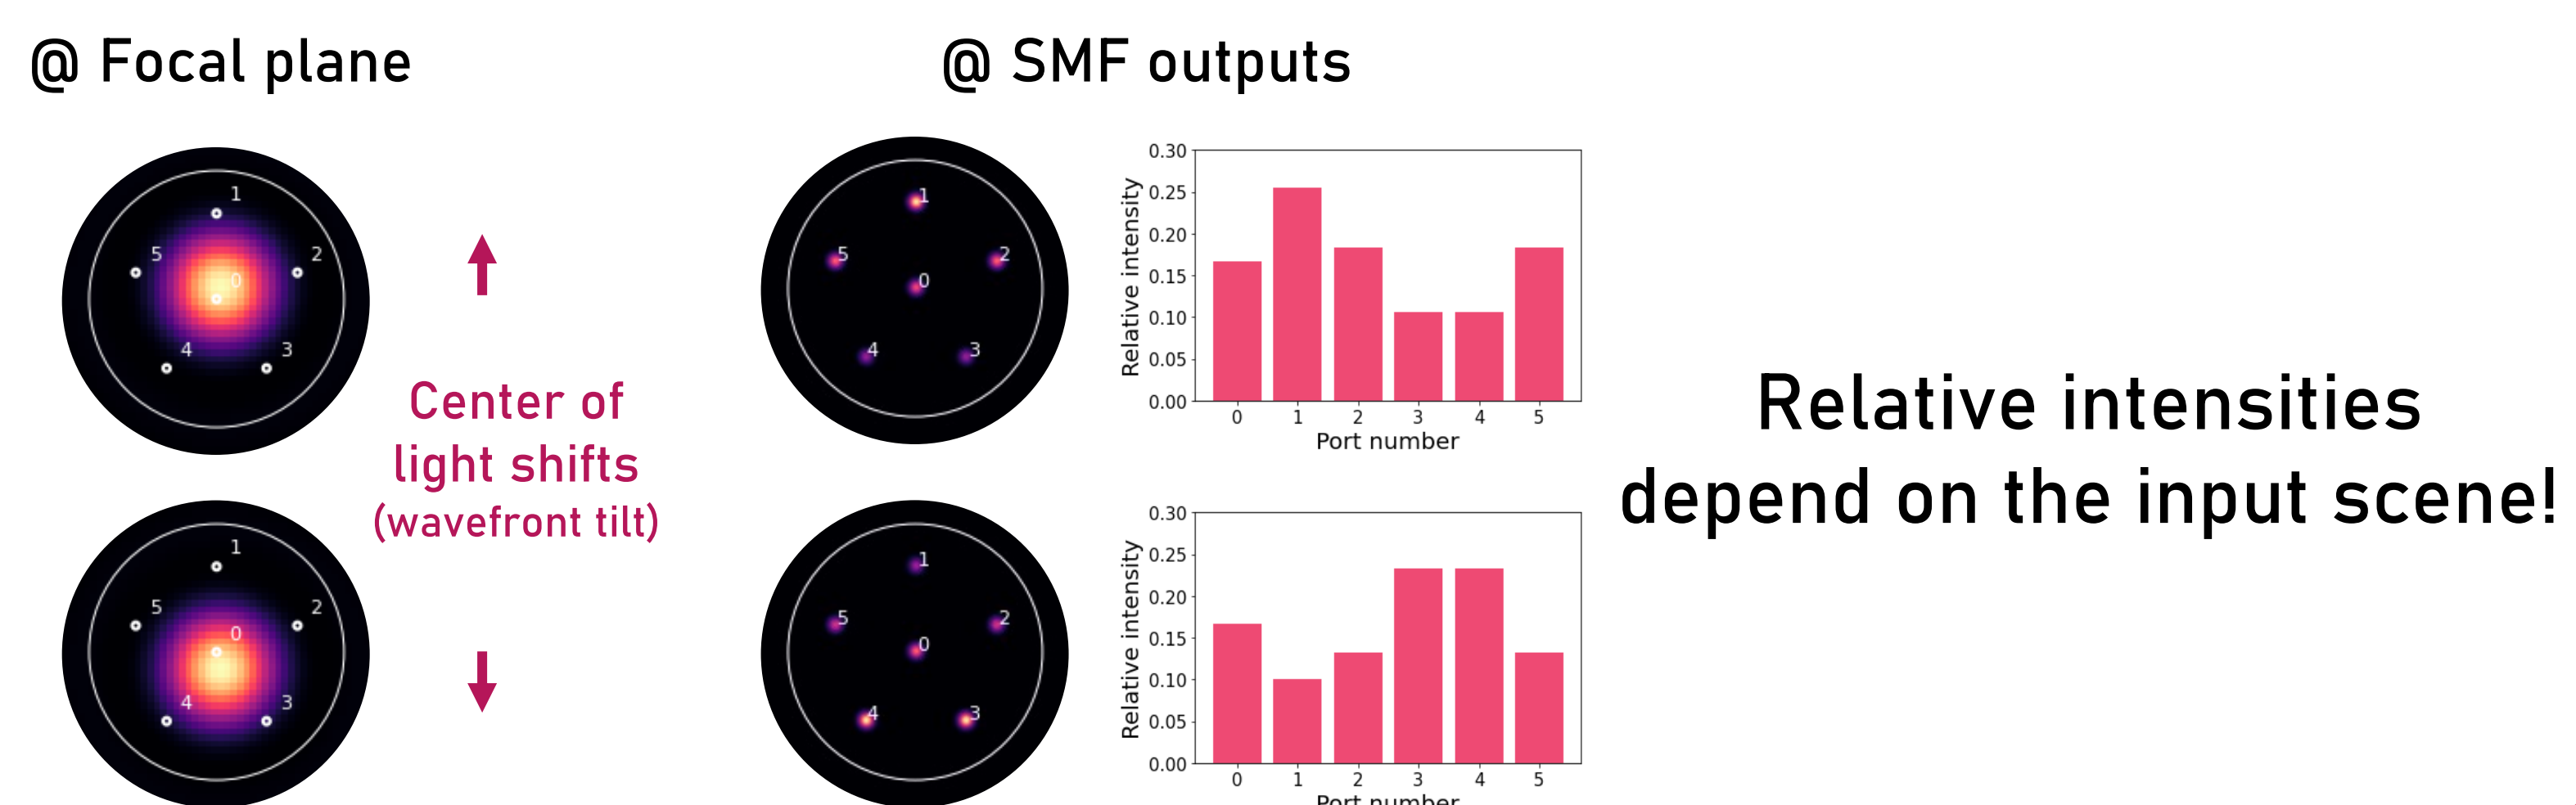 @ Focal plane
@ SMF outputs
1
5
2
0
4
3
1
5
2
0
4
3
Relative intensity
0.30
0.25
0.20
0.15
0.10
0.05
0.00
0 1 2 3 4 5
Port number
Center of
light shifts
(wavefront tilt)
Relative intensities
depend on the input scene!
1
5
2
0
4
3
1
5
2
0
4
3
Relative intensity
0.30
0.25
0.20
0.15
0.10
0.05
0.00
0 1 2 3 4 5
Port number